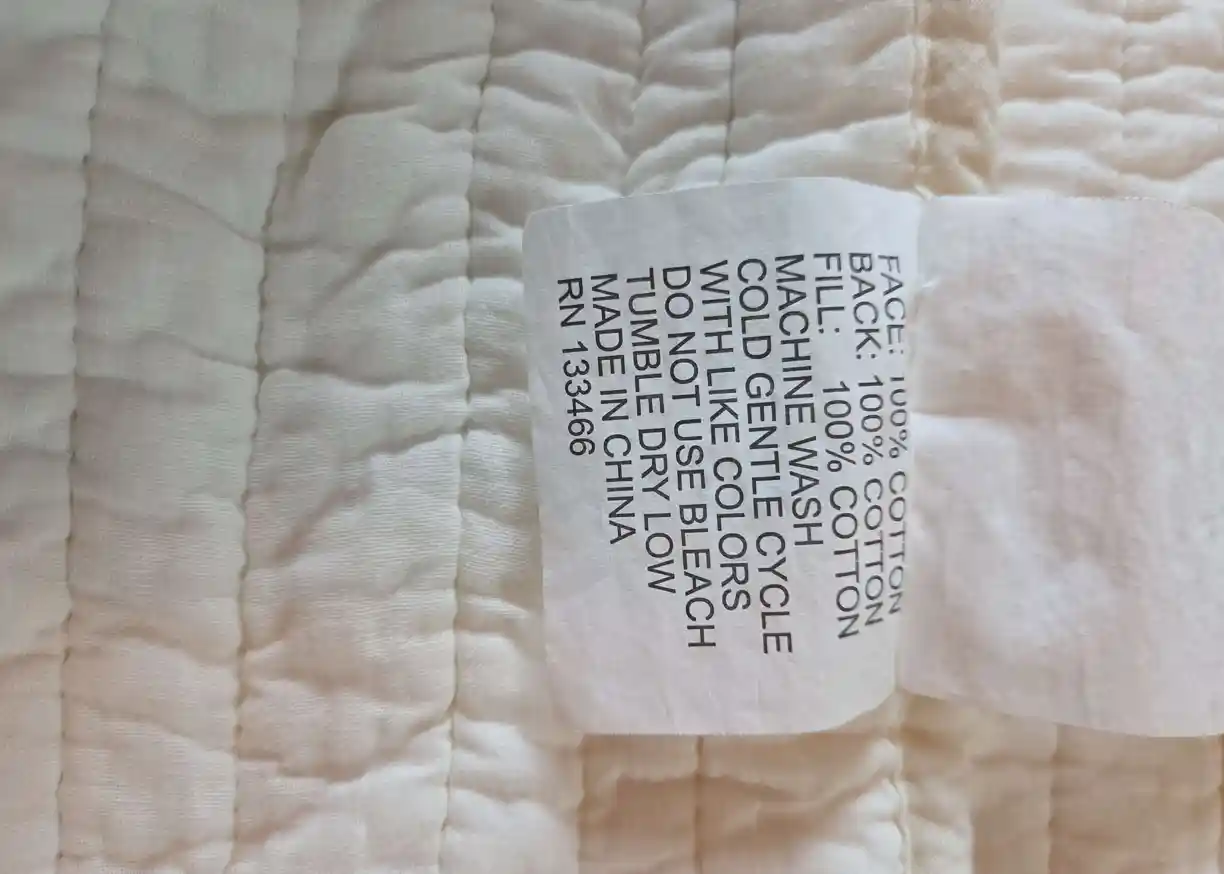 FACE: 100% COTTON
BACK: 100% COTTON
FILL: 100% COTTON
MACHINE WASH
COLD GENTLE CYCLE
WITH LIKE COLORS
DO NOT USE BLEACH
TUMBLE DRY LOW
MADE IN CHINA
RN 133466